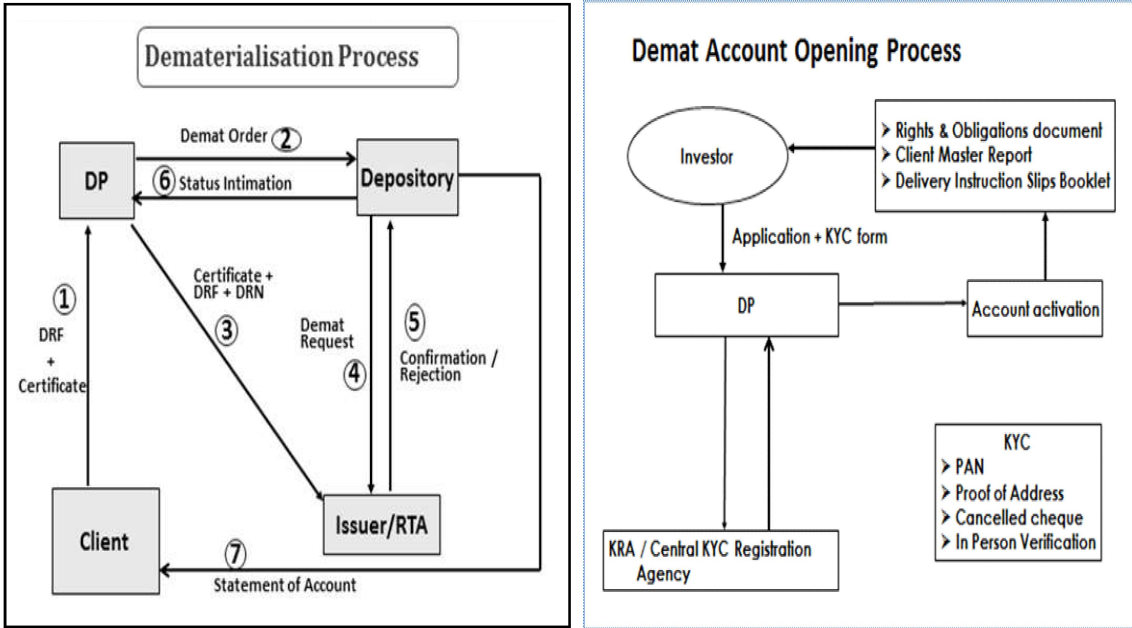 Dematerialisation Process
Demat Order ②
DP
⑥ Status Intimation
Depository
①
DRF
+
Certificate
Certificate +
DRF + DRN
③
Demat
Request
④
⑤
Confirmation /
Rejection
Client
Issuer/RTA
⑦
Statement of Account
Demat Account Opening Process
Investor
➢ Rights & Obligations document
➢ Client Master Report
➢ Delivery Instruction Slips Booklet
Application + KYC form
DP
Account activation
KRA / Central KYC Registration
Agency
KYC
➢ PAN
➢ Proof of Address
➢ Cancelled cheque
➢ In Person Verification